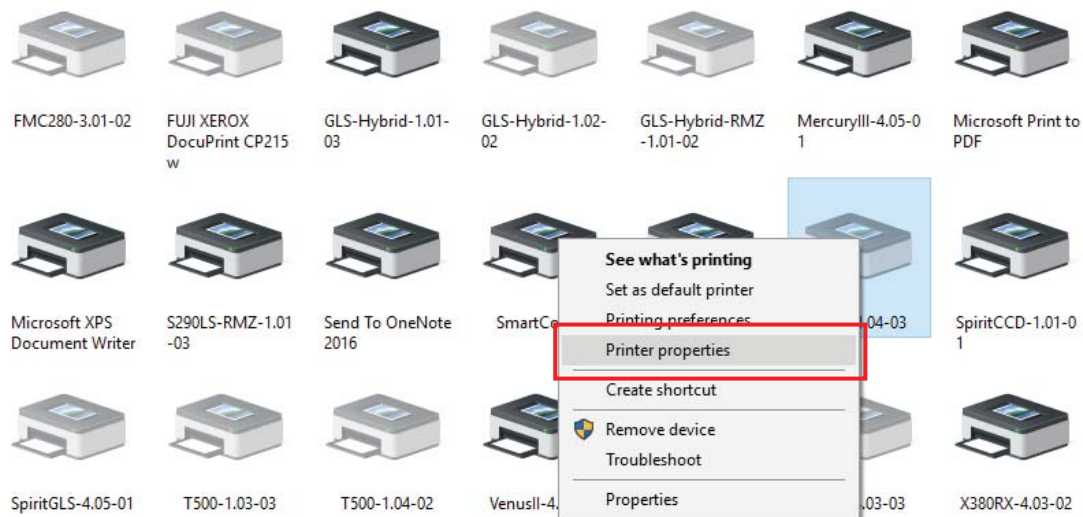 FMC280-3.01-02
FUJI XEROX
DocuPrint CP215
w
GLS-Hybrid-1.01-
03
GLS-Hybrid-1.02-
02
GLS-Hybrid-RMZ
-1.01-02
MercuryIII-4.05-0
1
Microsoft Print to
PDF
Microsoft XPS
Document Writer
S290LS-RMZ-1.01
-03
Send To OneNote
2016
SmartCo
.04-03
SpiritCCD-1.01-0
1
See what's printing
Set as default printer
Printing preferences
Printer properties
Create shortcut
Remove device
Troubleshoot
Properties
SpiritGLS-4.05-01
T500-1.03-03
T500-1.04-02
VenusII-4.
.03-03
X380RX-4.03-02